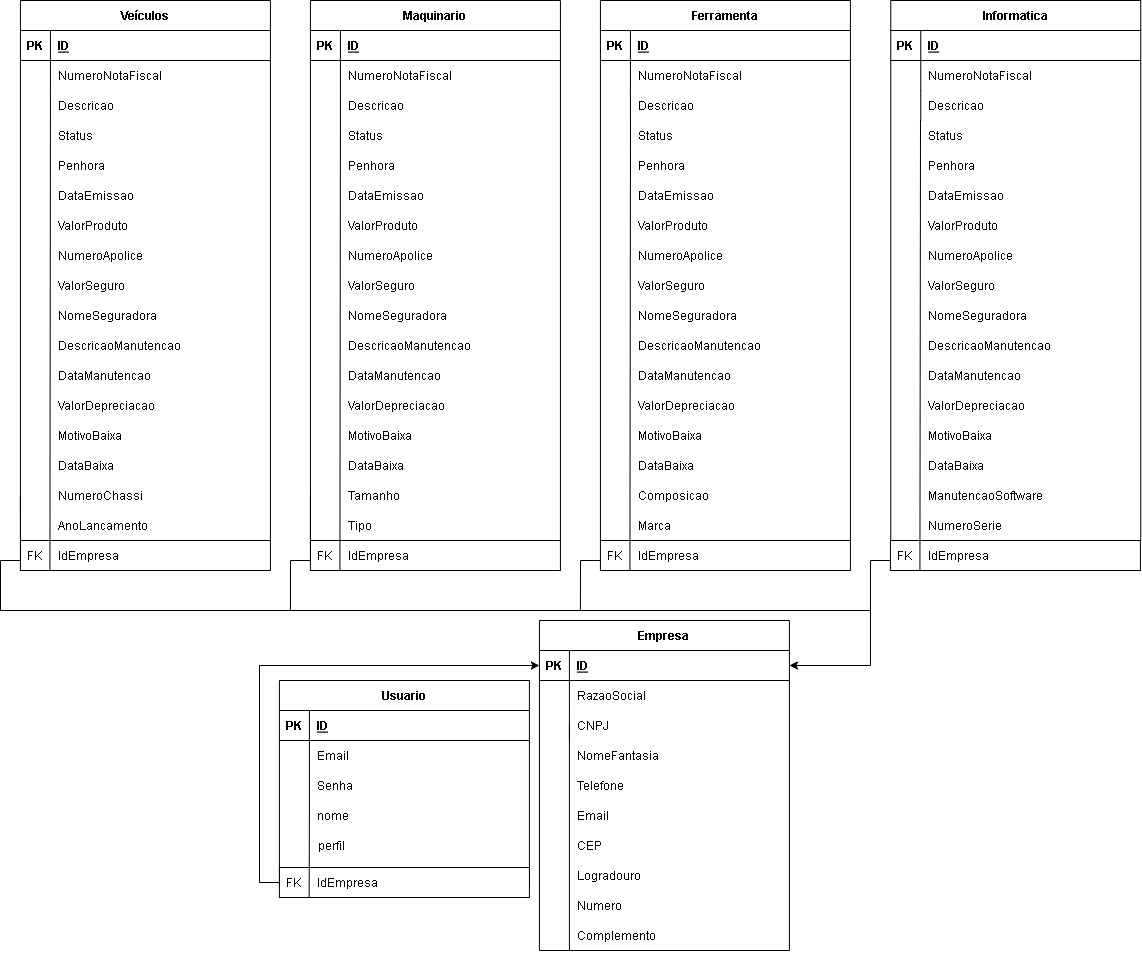 Veículos
PK ID
NumeroNotaFiscal
Descricao
Status
Penhora
DataEmissao
ValorProduto
NumeroApolice
ValorSeguro
NomeSeguradora
DescricaoManutencao
DataManutencao
ValorDepreciacao
MotivoBaixa
DataBaixa
NumeroChassi
AnoLancamento
FK IdEmpresa
Maquinario
PK ID
NumeroNotaFiscal
Descricao
Status
Penhora
DataEmissao
ValorProduto
NumeroApolice
ValorSeguro
NomeSeguradora
DescricaoManutencao
DataManutencao
ValorDepreciacao
MotivoBaixa
DataBaixa
Tamanho
Tipo
FK IdEmpresa
Ferramenta
PK ID
NumeroNotaFiscal
Descricao
Status
Penhora
DataEmissao
ValorProduto
NumeroApolice
ValorSeguro
NomeSeguradora
DescricaoManutencao
DataManutencao
ValorDepreciacao
MotivoBaixa
DataBaixa
Composicao
Marca
FK IdEmpresa
Informatica
PK ID
NumeroNotaFiscal
Descricao
Status
Penhora
DataEmissao
ValorProduto
NumeroApolice
ValorSeguro
NomeSeguradora
DescricaoManutencao
DataManutencao
ValorDepreciacao
MotivoBaixa
DataBaixa
ManutencaoSoftware
NumeroSerie
FK IdEmpresa
Usuario
PK ID
Email
Senha
nome
perfil
FK IdEmpresa
Empresa
PK ID
RazaoSocial
CNPJ
NomeFantasia
Telefone
Email
CEP
Logradouro
Numero
Complemento